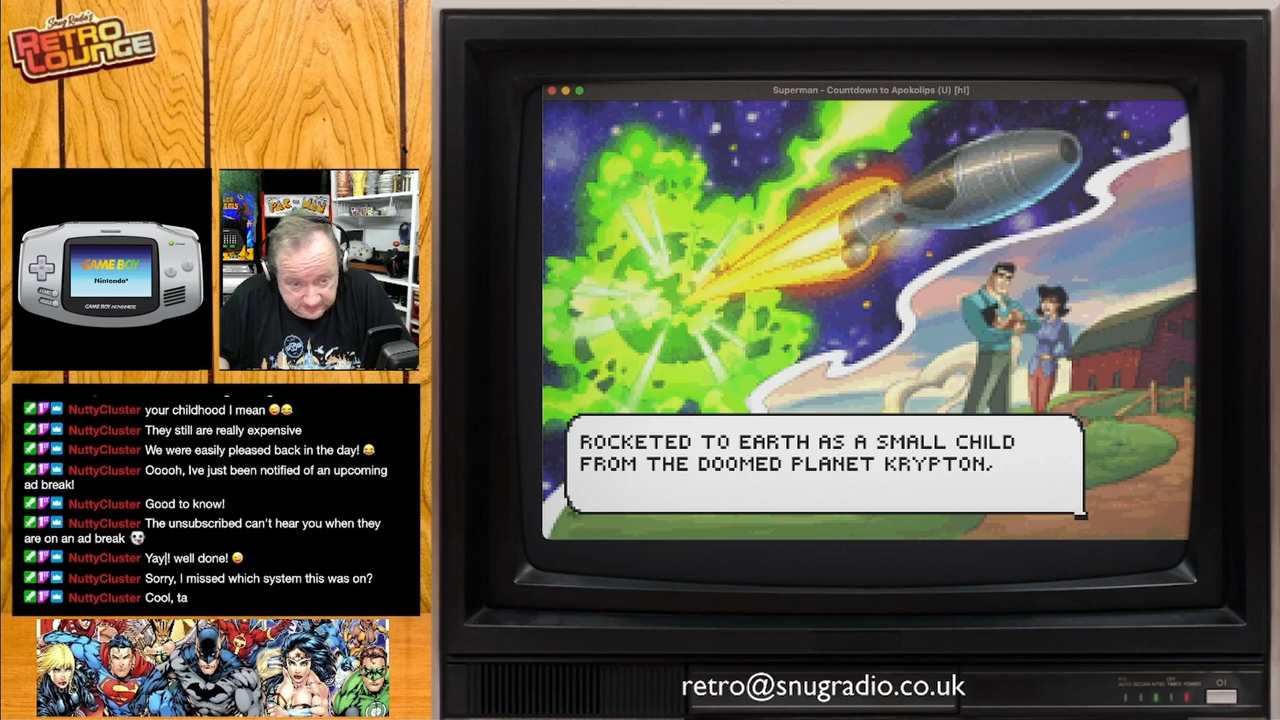 Snug Radio's
RETRO
LOUNGE
Superman - Countdown to Apokolips (U) [hI]
PAC-MAN
GAME BOY
Nintendo®
GAME BOY ADVANCE
ROCKETED TO EARTH AS A SMALL CHILD
FROM THE DOOMED PLANET KRYPTON,
NuttyCluster your childhood I mean
NuttyCluster They still are really expensive
NuttyCluster We were easily pleased back in the day!
NuttyCluster Ooooh, Ive just been notified of an upcoming
ad break!
NuttyCluster Good to know!
NuttyCluster The unsubscribed can't hear you when they
are on an ad break
NuttyCluster Yay|! well done!
NuttyCluster Sorry, I missed which system this was on?
NuttyCluster Cool, ta
retro@snugradio.co.uk